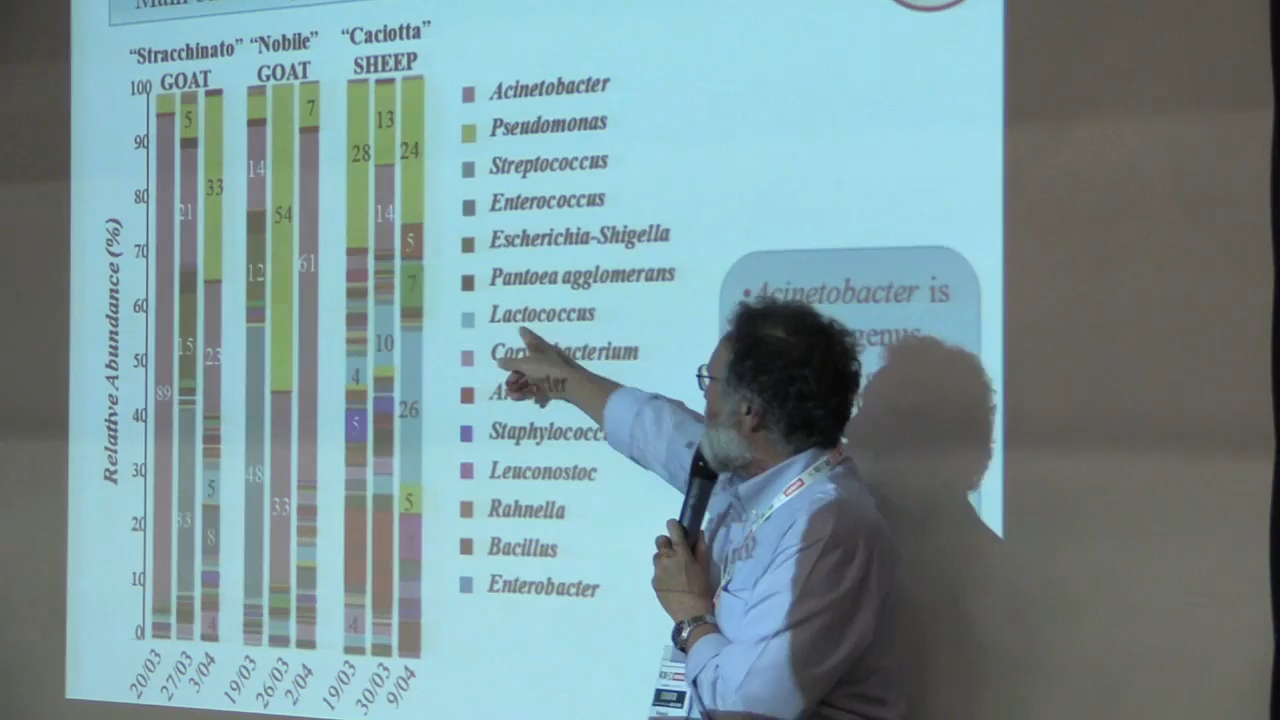 "Stracchinato" "Nobile" "Caciotta"
GOAT GOAT SHEEP
Relative Abundance (%)
100
90
80
70
60
50
40
30
20
10
0
5
33
21
15
23
89
5
33
8
4
7
14
54
61
12
48
33
13
28
24
14
5
7
10
4
26
5
5
4
20/03 27/03 3/04 19/03 26/03 2/04 19/03 30/03 9/04
Acinetobacter
Pseudomonas
Streptococcus
Enterococcus
Escherichia-Shigella
Pantoea agglomerans
Lactococcus
Rahnella
Leuconostoc
Bacillus
Enterobacter
•Acinetobacter is
genus